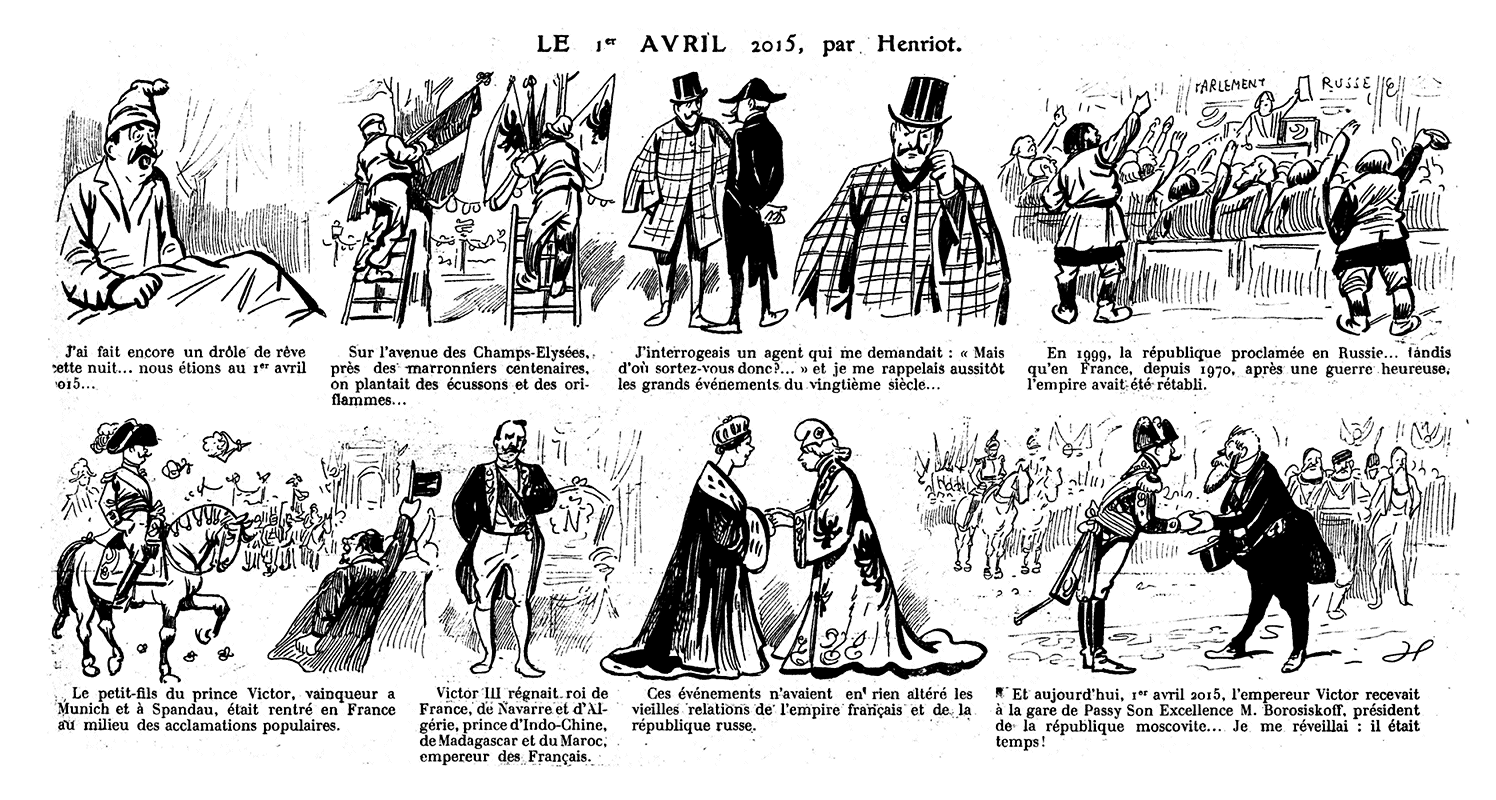 LE 1er AVRIL 2015, par Henriot.
PARLEMENT RUSSE
J'ai fait encore un drôle de rêve
cette nuit... nous étions au 1er avril
2015...
Sur l'avenue des Champs-Elysées,
près des marronniers centenaires,
on plantait des écussons et des ori-
flammes...
J'interrogeais un agent qui me demandait : « Mais
d'où sortez-vous donc?... » et je me rappelais aussitôt
les grands événements du vingtième siècle...
En 1999, la république proclamée en Russie... tandis
qu'en France, depuis 1970, après une guerre heureuse,
l'empire avait été rétabli.
N
Le petit-fils du prince Victor, vainqueur a
Munich et à Spandau, était rentré en France
au milieu des acclamations populaires.
Victor III régnait roi de
France, de Navarre et d'Al-
gérie, prince d'Indo-Chine,
de Madagascar et du Maroc,
empereur des Français.
Ces événements n'avaient en rien altéré les
vieilles relations de l'empire français et de la
république russe.
Et aujourd'hui, 1er avril 2015, l'empereur Victor recevait
à la gare de Passy Son Excellence M. Borosiskoff, président
de la république moscovite... Je me réveillai : il était
temps!
H